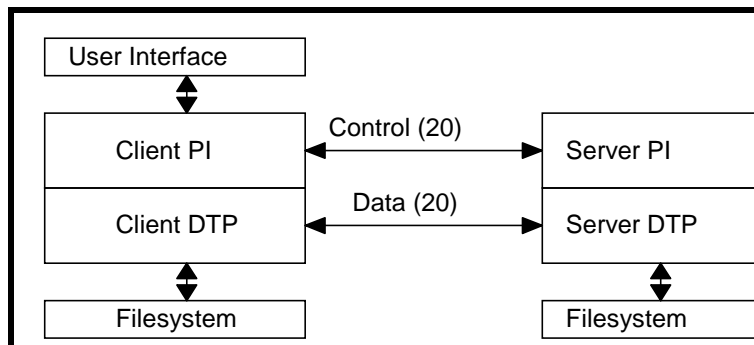 User Interface
Client PI
Control (20)
Server PI
Client DTP
Data (20)
Server DTP
Filesystem
Filesystem